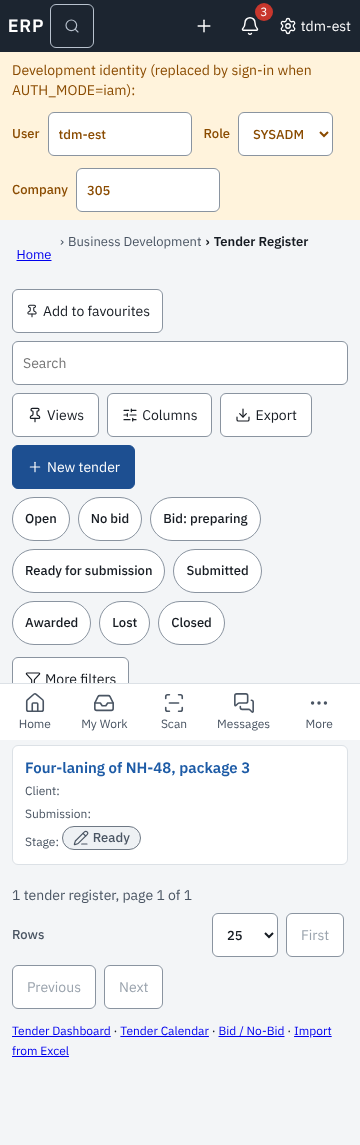 ERP
3
tdm-est
Development identity (replaced by sign-in when
AUTH_MODE=iam):
User
tdm-est
Role
SYSADM
Company
305
Home
› Business Development › Tender Register
Add to favourites
Search
Views
Columns
Export
New tender
Open
No bid
Bid: preparing
Ready for submission
Submitted
Awarded
Lost
Closed
More filters
Home
My Work
Scan
Messages
More
Four-laning of NH-48, package 3
Client:
Submission:
Stage: Ready
1 tender register, page 1 of 1
Rows
25
First
Previous
Next
Tender Dashboard · Tender Calendar · Bid / No-Bid · Import
from Excel